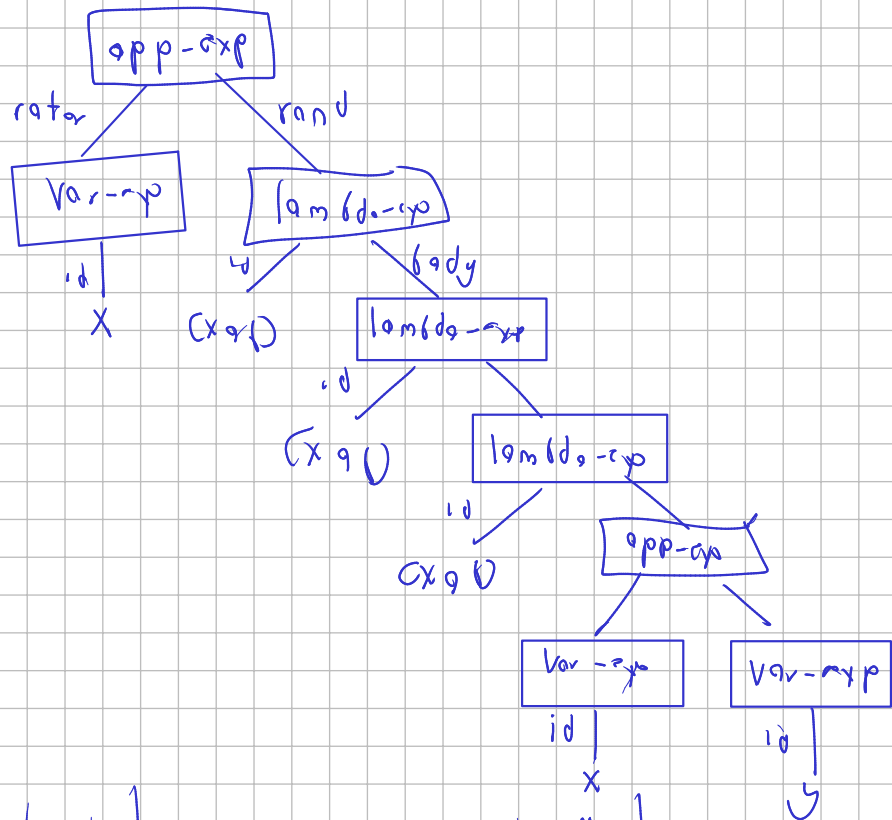 app-exp
rator
rand
Var-exp
lambda-exp
id
id
body
X
(x q ()
lambda-exp
id
(x q ()
lambda-exp
id
app-exp
(x q ()
Var-exp
Var-exp
id
id
X
y